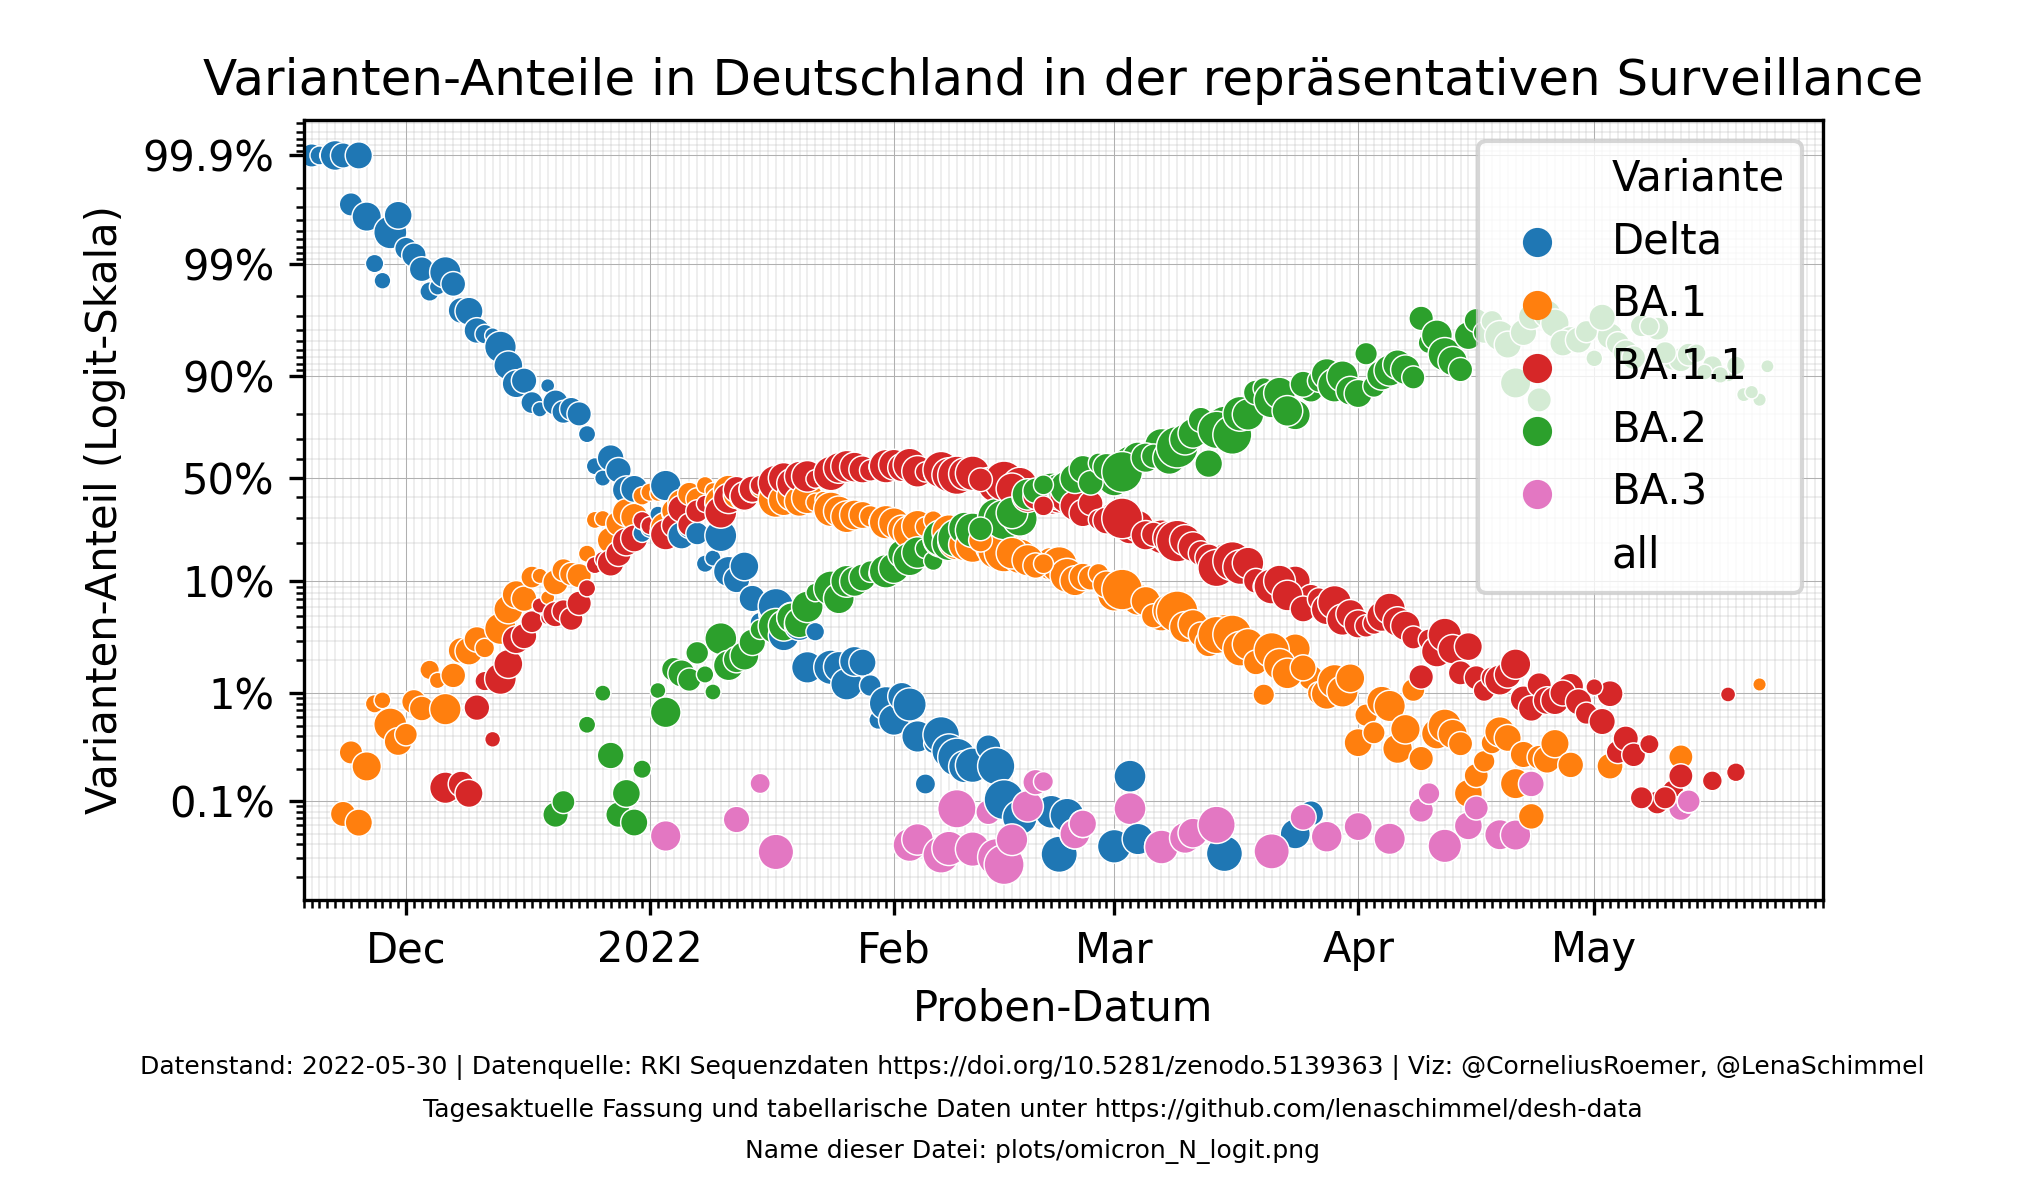 Varianten-Anteile in Deutschland in der repräsentativen Surveillance
Varianten-Anteil (Logit-Skala)
99.9%
99%
90%
50%
10%
1%
0.1%
Variante
Delta
BA.1
BA.1.1
BA.2
BA.3
all
Dec 2022 Feb Mar Apr May
Proben-Datum
Datenstand: 2022-05-30 | Datenquelle: RKI Sequenzdaten https://doi.org/10.5281/zenodo.5139363 | Viz: @CorneliusRoemer, @LenaSchimmel
Tagesaktuelle Fassung und tabellarische Daten unter https://github.com/lenaschimmel/desh-data
Name dieser Datei: plots/omicron_N_logit.png